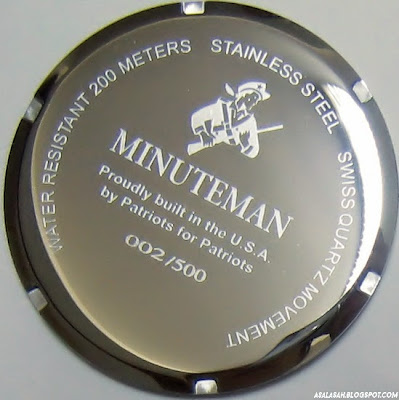 WATER RESISTANT 200 METERS STAINLESS STEEL SWISS QUARTZ MOVEMENT
MINUTEMAN
Proudly built in the U.S.A.
by Patriots for Patriots
002/500
ARALASAH.BLOGSPOT.COM